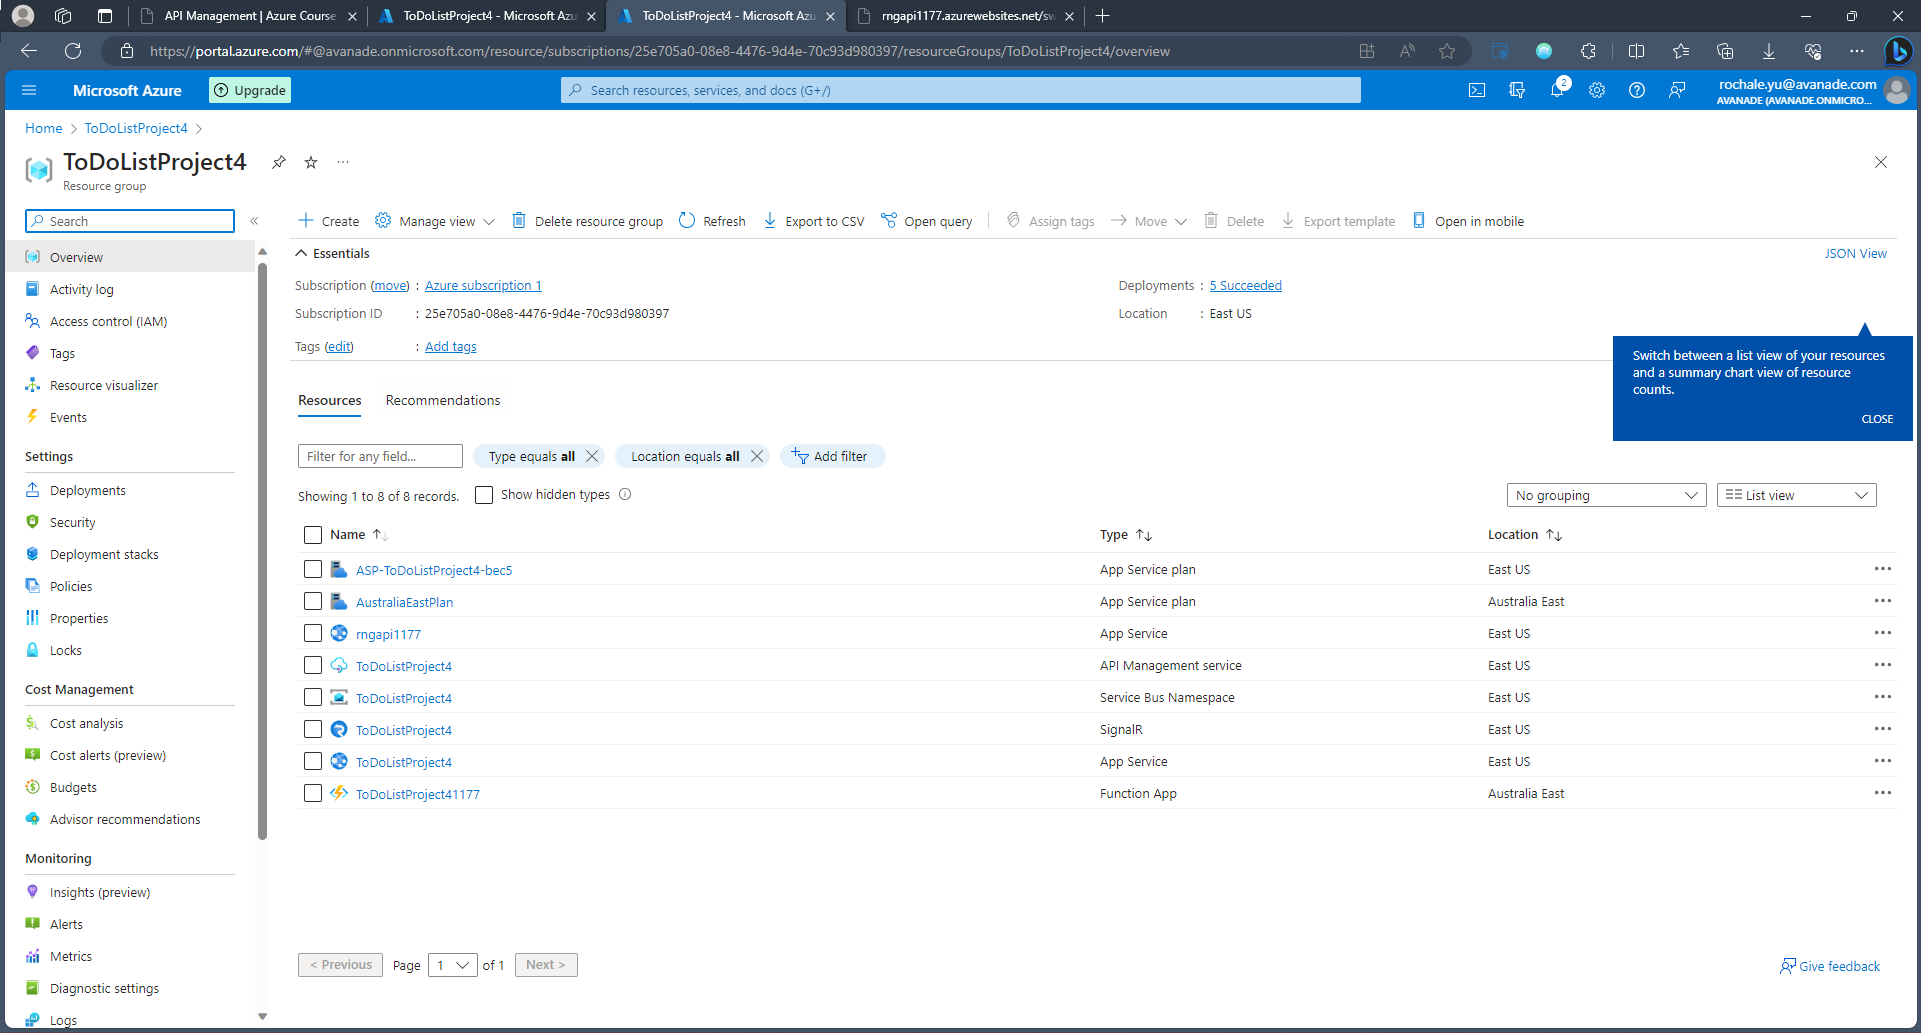 API Management | Azure Course
ToDoListProject4 - Microsoft Azu
ToDoListProject4 - Microsoft Azu
rngapi1177.azurewebsites.net/sw
https://portal.azure.com/#@avanade.onmicrosoft.com/resource/subscriptions/25e705a0-08e8-4476-9d4e-70c93d980397/resourceGroups/ToDoListProject4/overview
Microsoft Azure
Upgrade
Search resources, services, and docs (G+/)
2
rochale.yu@avanade.com
AVANADE (AVANADE.ONMICRO...
Home > ToDoListProject4 >
ToDoListProject4
Resource group
Search
Create
Manage view
Delete resource group
Refresh
Export to CSV
Open query
Assign tags
Move
Delete
Export template
Open in mobile
Overview
Activity log
Access control (IAM)
Tags
Resource visualizer
Events
Settings
Deployments
Security
Deployment stacks
Policies
Properties
Locks
Cost Management
Cost analysis
Cost alerts (preview)
Budgets
Advisor recommendations
Monitoring
Insights (preview)
Alerts
Metrics
Diagnostic settings
Logs
Essentials
JSON View
Subscription (move) : Azure subscription 1
Deployments : 5 Succeeded
Subscription ID : 25e705a0-08e8-4476-9d4e-70c93d980397
Location : East US
Tags (edit) : Add tags
Switch between a list view of your resources
and a summary chart view of resource
counts.
CLOSE
Resources
Recommendations
Filter for any field...
Type equals all
Location equals all
Add filter
Showing 1 to 8 of 8 records.
Show hidden types
No grouping
List view
Name Type Location
ASP-ToDoListProject4-bec5 App Service plan East US
AustraliaEastPlan App Service plan Australia East
rngapi1177 App Service East US
ToDoListProject4 API Management service East US
ToDoListProject4 Service Bus Namespace East US
ToDoListProject4 SignalR East US
ToDoListProject4 App Service East US
ToDoListProject41177 Function App Australia East
< Previous Page 1 of 1 Next >
Give feedback